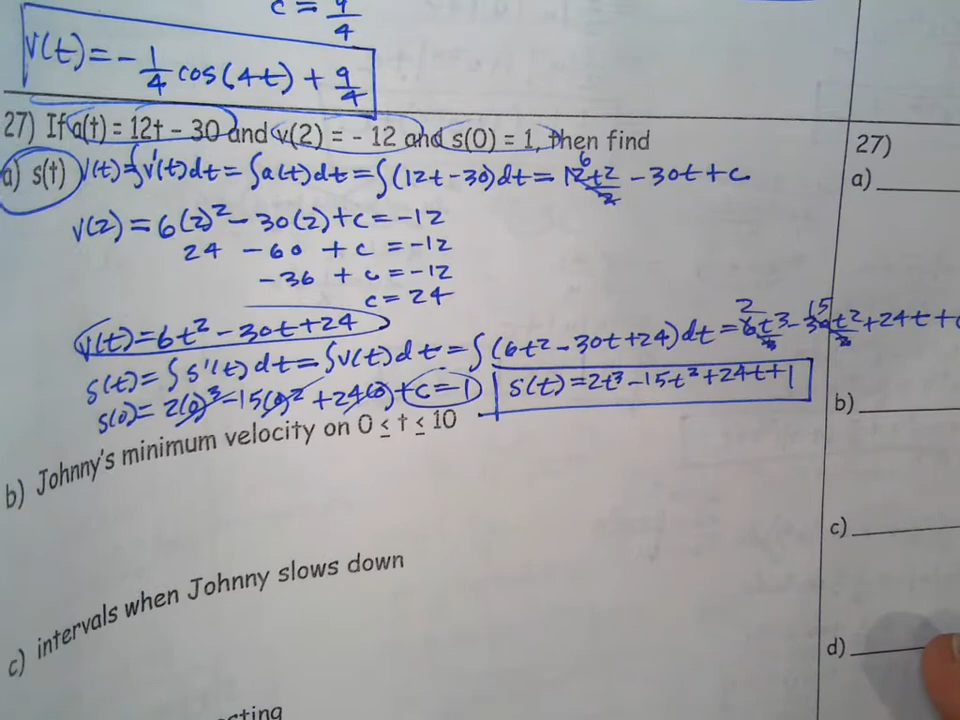 c = 9/4
v(t) = - 1/4 cos(4t) + 9/4
27) If a(t) = 12t - 30 and v(2) = - 12 and s(0) = 1, then find
27)
a) s(t) v(t) = ∫v'(t)dt = ∫a(t)dt = ∫(12t-30)dt = 12t²/2 6 - 30t + c
a)
v(2) = 6(2)² - 30(2) + c = -12
24 - 60 + c = -12
-36 + c = -12
c = 24
v(t) = 6t² - 30t + 24
s(t) = ∫s'(t)dt = ∫v(t)dt = ∫(6t² - 30t + 24)dt = 2 6t³/3 - 15 30t²/2 + 24t + c
s(0) = 2(0)³ - 15(0)² + 24(0) + c = 1 s(t) = 2t³ - 15t² + 24t + 1
b)
b) Johnny's minimum velocity on 0 ≤ t ≤ 10
c)
c) intervals when Johnny slows down
d)